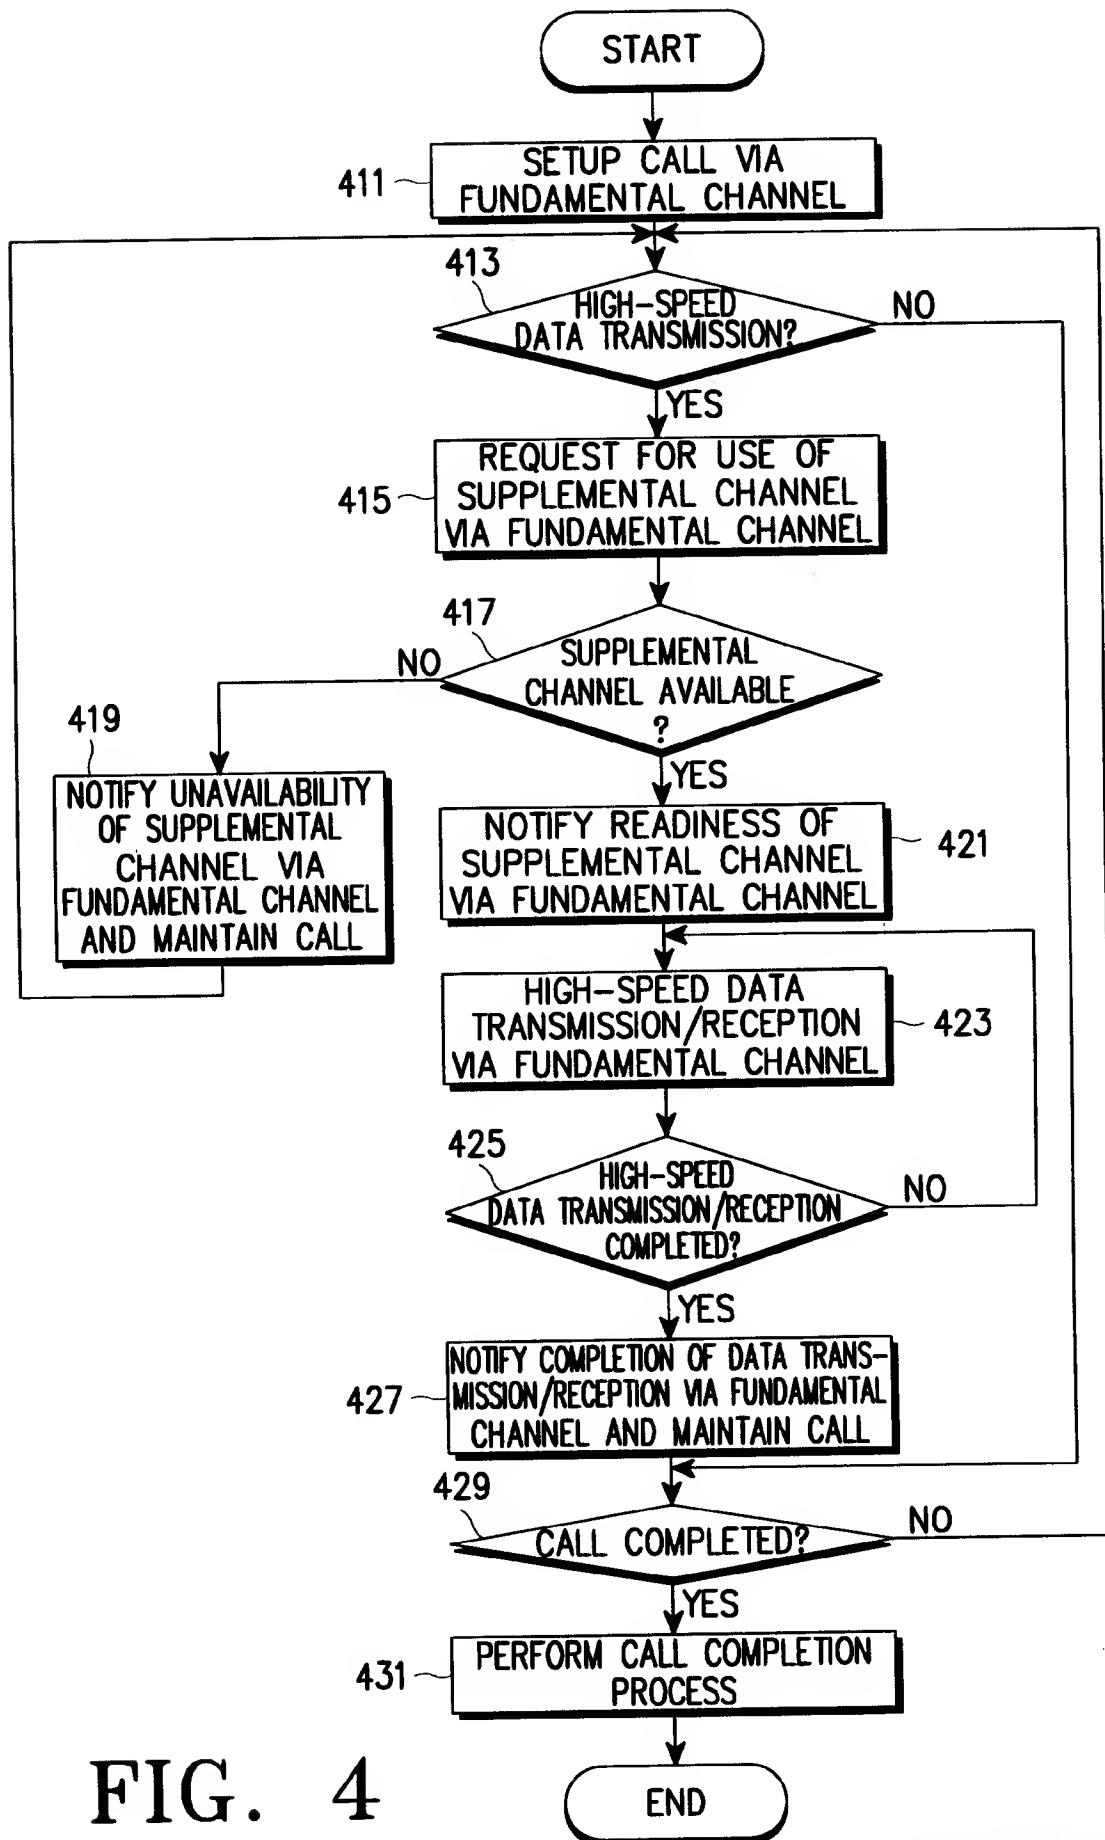 START
411
SETUP CALL VIA
FUNDAMENTAL CHANNEL
413
HIGH-SPEED
DATA TRANSMISSION?
NO
YES
415
REQUEST FOR USE OF
SUPPLEMENTAL CHANNEL
VIA FUNDAMENTAL CHANNEL
417
SUPPLEMENTAL
CHANNEL AVAILABLE
?
NO
YES
419
NOTIFY UNAVAILABILITY
OF SUPPLEMENTAL
CHANNEL VIA
FUNDAMENTAL CHANNEL
AND MAINTAIN CALL
NOTIFY READINESS OF
SUPPLEMENTAL CHANNEL
VIA FUNDAMENTAL CHANNEL
421
HIGH-SPEED DATA
TRANSMISSION/RECEPTION
VIA FUNDAMENTAL CHANNEL
423
425
HIGH-SPEED
DATA TRANSMISSION/RECEPTION
COMPLETED?
NO
YES
427
NOTIFY COMPLETION OF DATA TRANS-
MISSION/RECEPTION VIA FUNDAMENTAL
CHANNEL AND MAINTAIN CALL
429
CALL COMPLETED?
NO
YES
431
PERFORM CALL COMPLETION
PROCESS
END
FIG. 4